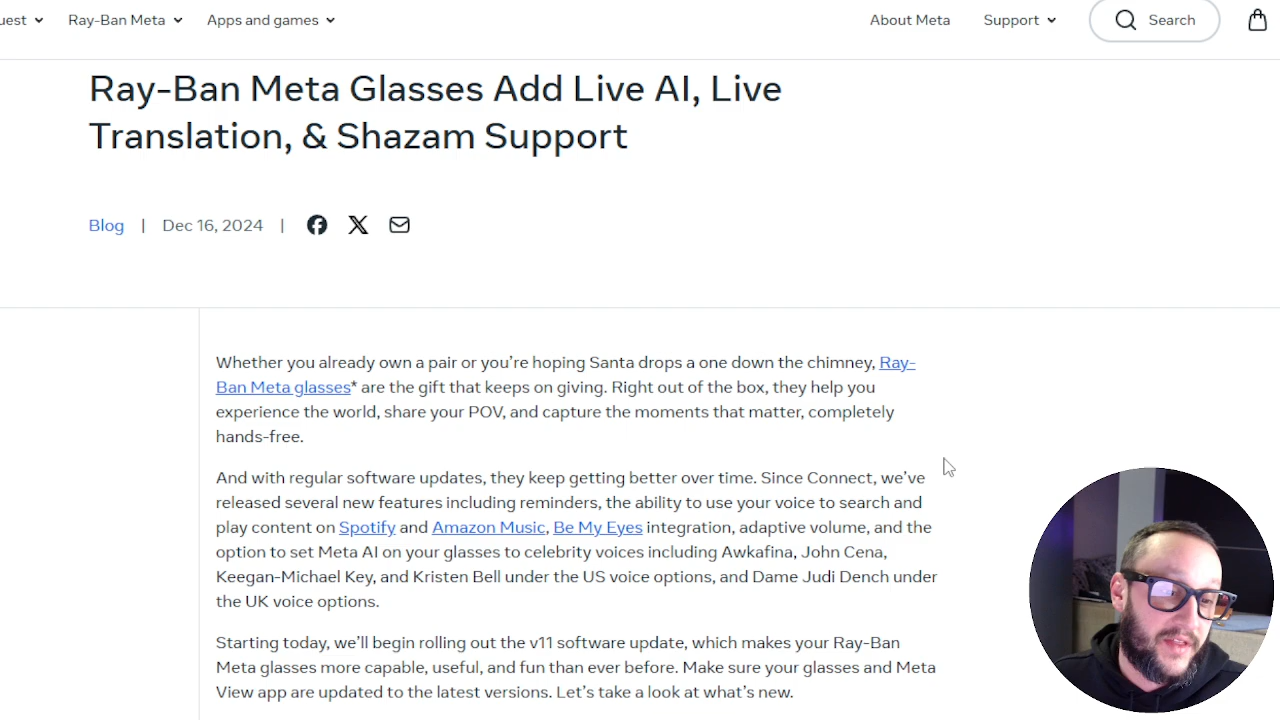 Ray-Ban Meta
Apps and games
About Meta
Support
Search
Ray-Ban Meta Glasses Add Live AI, Live
Translation, & Shazam Support
Blog | Dec 16, 2024 |
Whether you already own a pair or you’re hoping Santa drops a one down the chimney, Ray-
Ban Meta glasses* are the gift that keeps on giving. Right out of the box, they help you
experience the world, share your POV, and capture the moments that matter, completely
hands-free.
And with regular software updates, they keep getting better over time. Since Connect, we’ve
released several new features including reminders, the ability to use your voice to search and
play content on Spotify and Amazon Music, Be My Eyes integration, adaptive volume, and the
option to set Meta AI on your glasses to celebrity voices including Awkafina, John Cena,
Keegan-Michael Key, and Kristen Bell under the US voice options, and Dame Judi Dench under
the UK voice options.
Starting today, we’ll begin rolling out the v11 software update, which makes your Ray-Ban
Meta glasses more capable, useful, and fun than ever before. Make sure your glasses and Meta
View app are updated to the latest versions. Let’s take a look at what’s new.